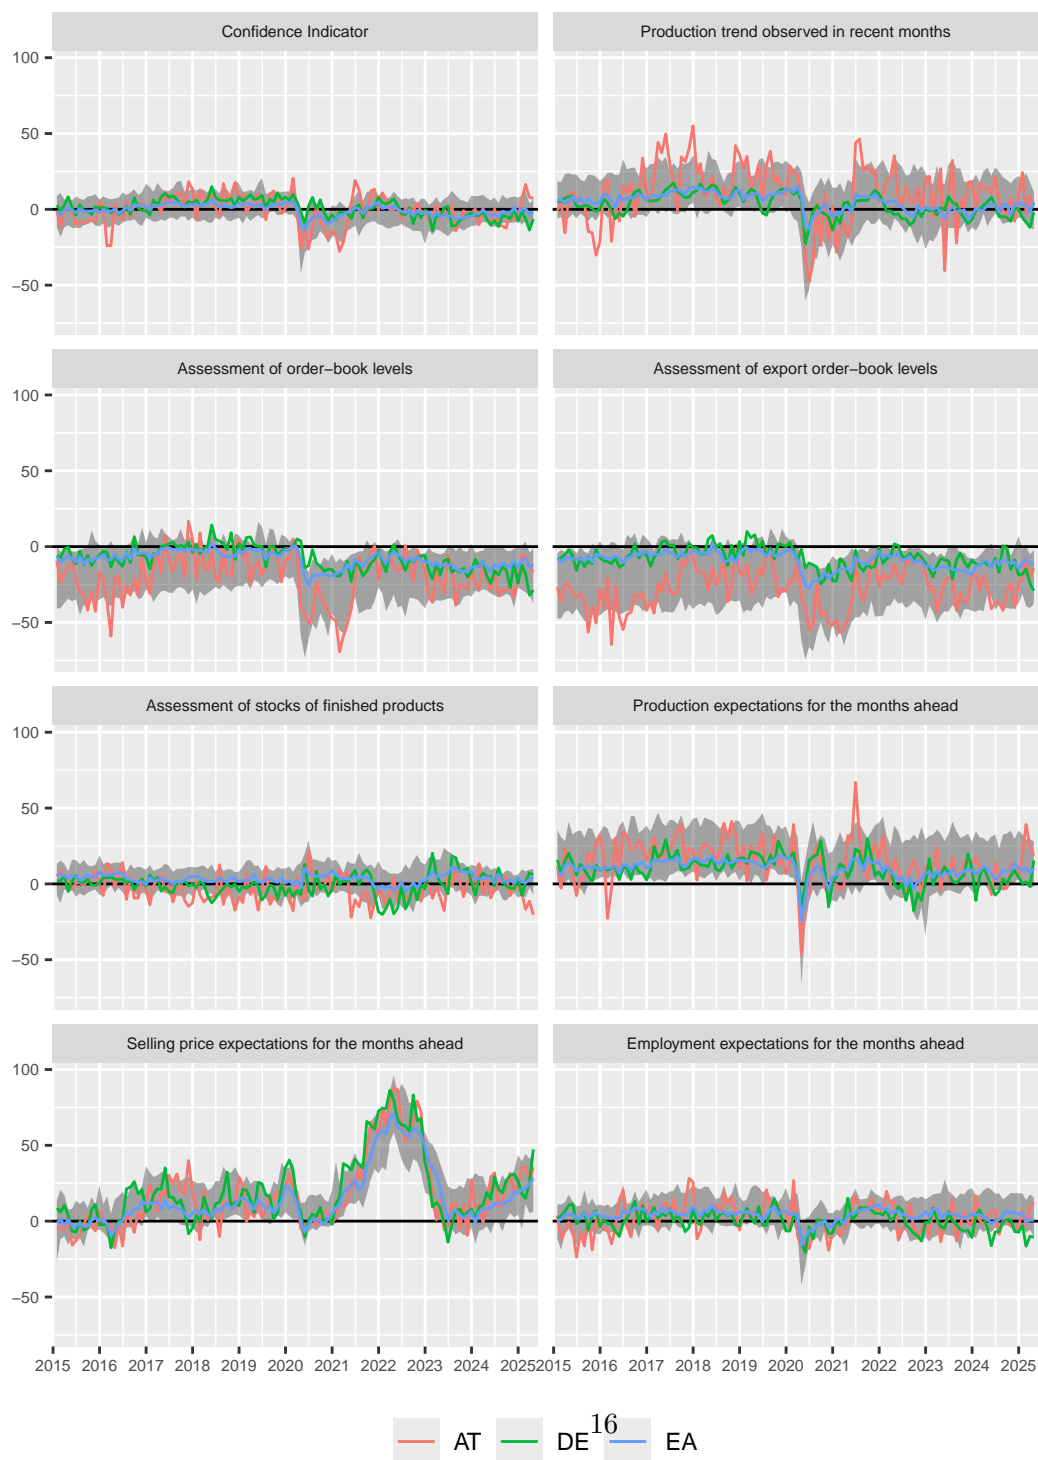 Confidence Indicator Production trend observed in recent months
100
50
0
−50
Assessment of order−book levels Assessment of export order−book levels
100
50
0
−50
Assessment of stocks of finished products Production expectations for the months ahead
100
50
0
−50
Selling price expectations for the months ahead Employment expectations for the months ahead
100
50
0
−50
2015 2016 2017 2018 2019 2020 2021 2022 2023 2024 2025 2015 2016 2017 2018 2019 2020 2021 2022 2023 2024 2025
16
AT DE EA